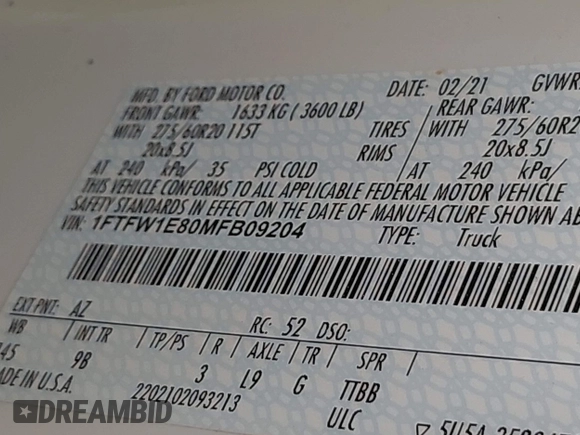 MFD. BY FORD MOTOR CO. DATE: 02/21 GVWR
FRONT GAWR: 1633 KG ( 3600 LB) REAR GAWR:
WITH 275/60R20 115T TIRES WITH 275/60R2
20x8.5J RIMS 20x8.5J
AT 240 kPa/ 35 PSI COLD AT 240 kPa/
THIS VEHICLE CONFORMS TO ALL APPLICABLE FEDERAL MOTOR VEHICLE
SAFETY STANDARDS IN EFFECT ON THE DATE OF MANUFACTURE SHOWN AB
VIN: 1FTFW1E80MFB09204 TYPE: Truck
EXT PNT: AZ RC: 52 DSO:
WB INT TR TP/PS R AXLE TR SPR
145 9B 3 L9 G TTBB
ADE IN U.S.A. 2202102093213 ULC
DREAMBID